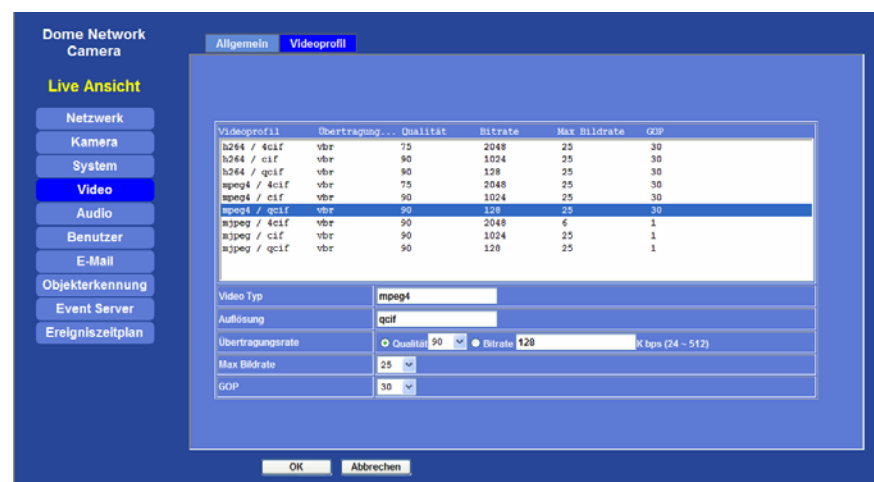 Dome Network
Camera
Live Ansicht
Netzwerk
Kamera
System
Video
Audio
Benutzer
E-Mail
Objekterkennung
Event Server
Ereigniszeitplan
Allgemein Videoprofil
Videoprofil Übertragung... Qualität Bitrate Max Bildrate GOP
h264 / 4cif vbr 75 2048 25 30
h264 / cif vbr 90 1024 25 30
h264 / qcif vbr 90 128 25 30
mpeg4 / 4cif vbr 75 2048 25 30
mpeg4 / cif vbr 90 1024 25 30
mpeg4 / qcif vbr 90 128 25 30
mjpeg / 4cif vbr 90 2048 6 1
mjpeg / cif vbr 90 1024 25 1
mjpeg / qcif vbr 90 128 25 1
Video Typ mpeg4
Auflösung qcif
Übertragungsrate Qualität 90 Bitrate 128 K bps (24 ~ 512)
Max Bildrate 25
GOP 30
OK Abbrechen